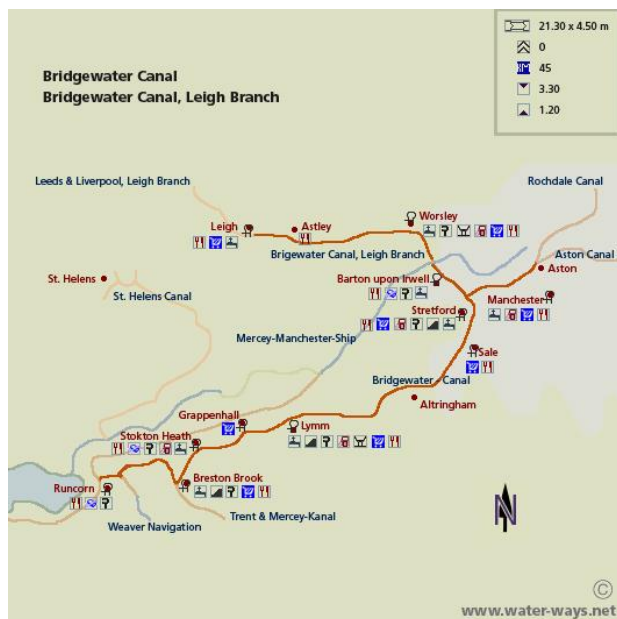 21.30 x 4.50 m
0
45
3.30
1.20
Bridgewater Canal
Bridgewater Canal, Leigh Branch
Leeds & Liverpool, Leigh Branch
Rochdale Canal
Worsley
Leigh
Astley
Brigewater Canal, Leigh Branch
Aston Canal
Aston
St. Helens
Barton upon Irwell
St. Helens Canal
Manchester
Stretford
Mercey-Manchester-Ship
Sale
Bridgewater - Canal
Altringham
Grappenhall
Lymm
Stokton Heath
Runcorn
Breston Brook
Weaver Navigation
Trent & Mercey-Kanal
N
©
www.water-ways.net